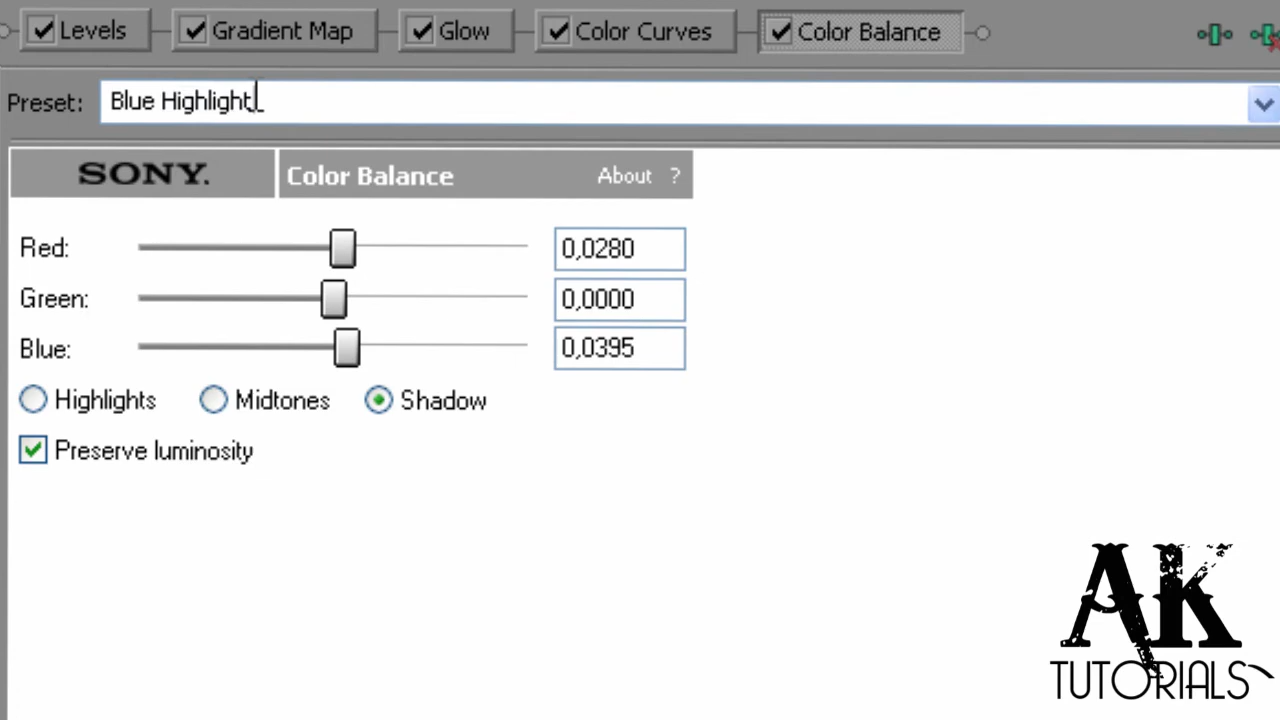 Levels Gradient Map Glow Color Curves Color Balance
Preset: Blue Highlight
SONY. Color Balance About ?
Red: 0,0280
Green: 0,0000
Blue: 0,0395
Highlights Midtones Shadow
Preserve luminosity
AK
TUTORIALS